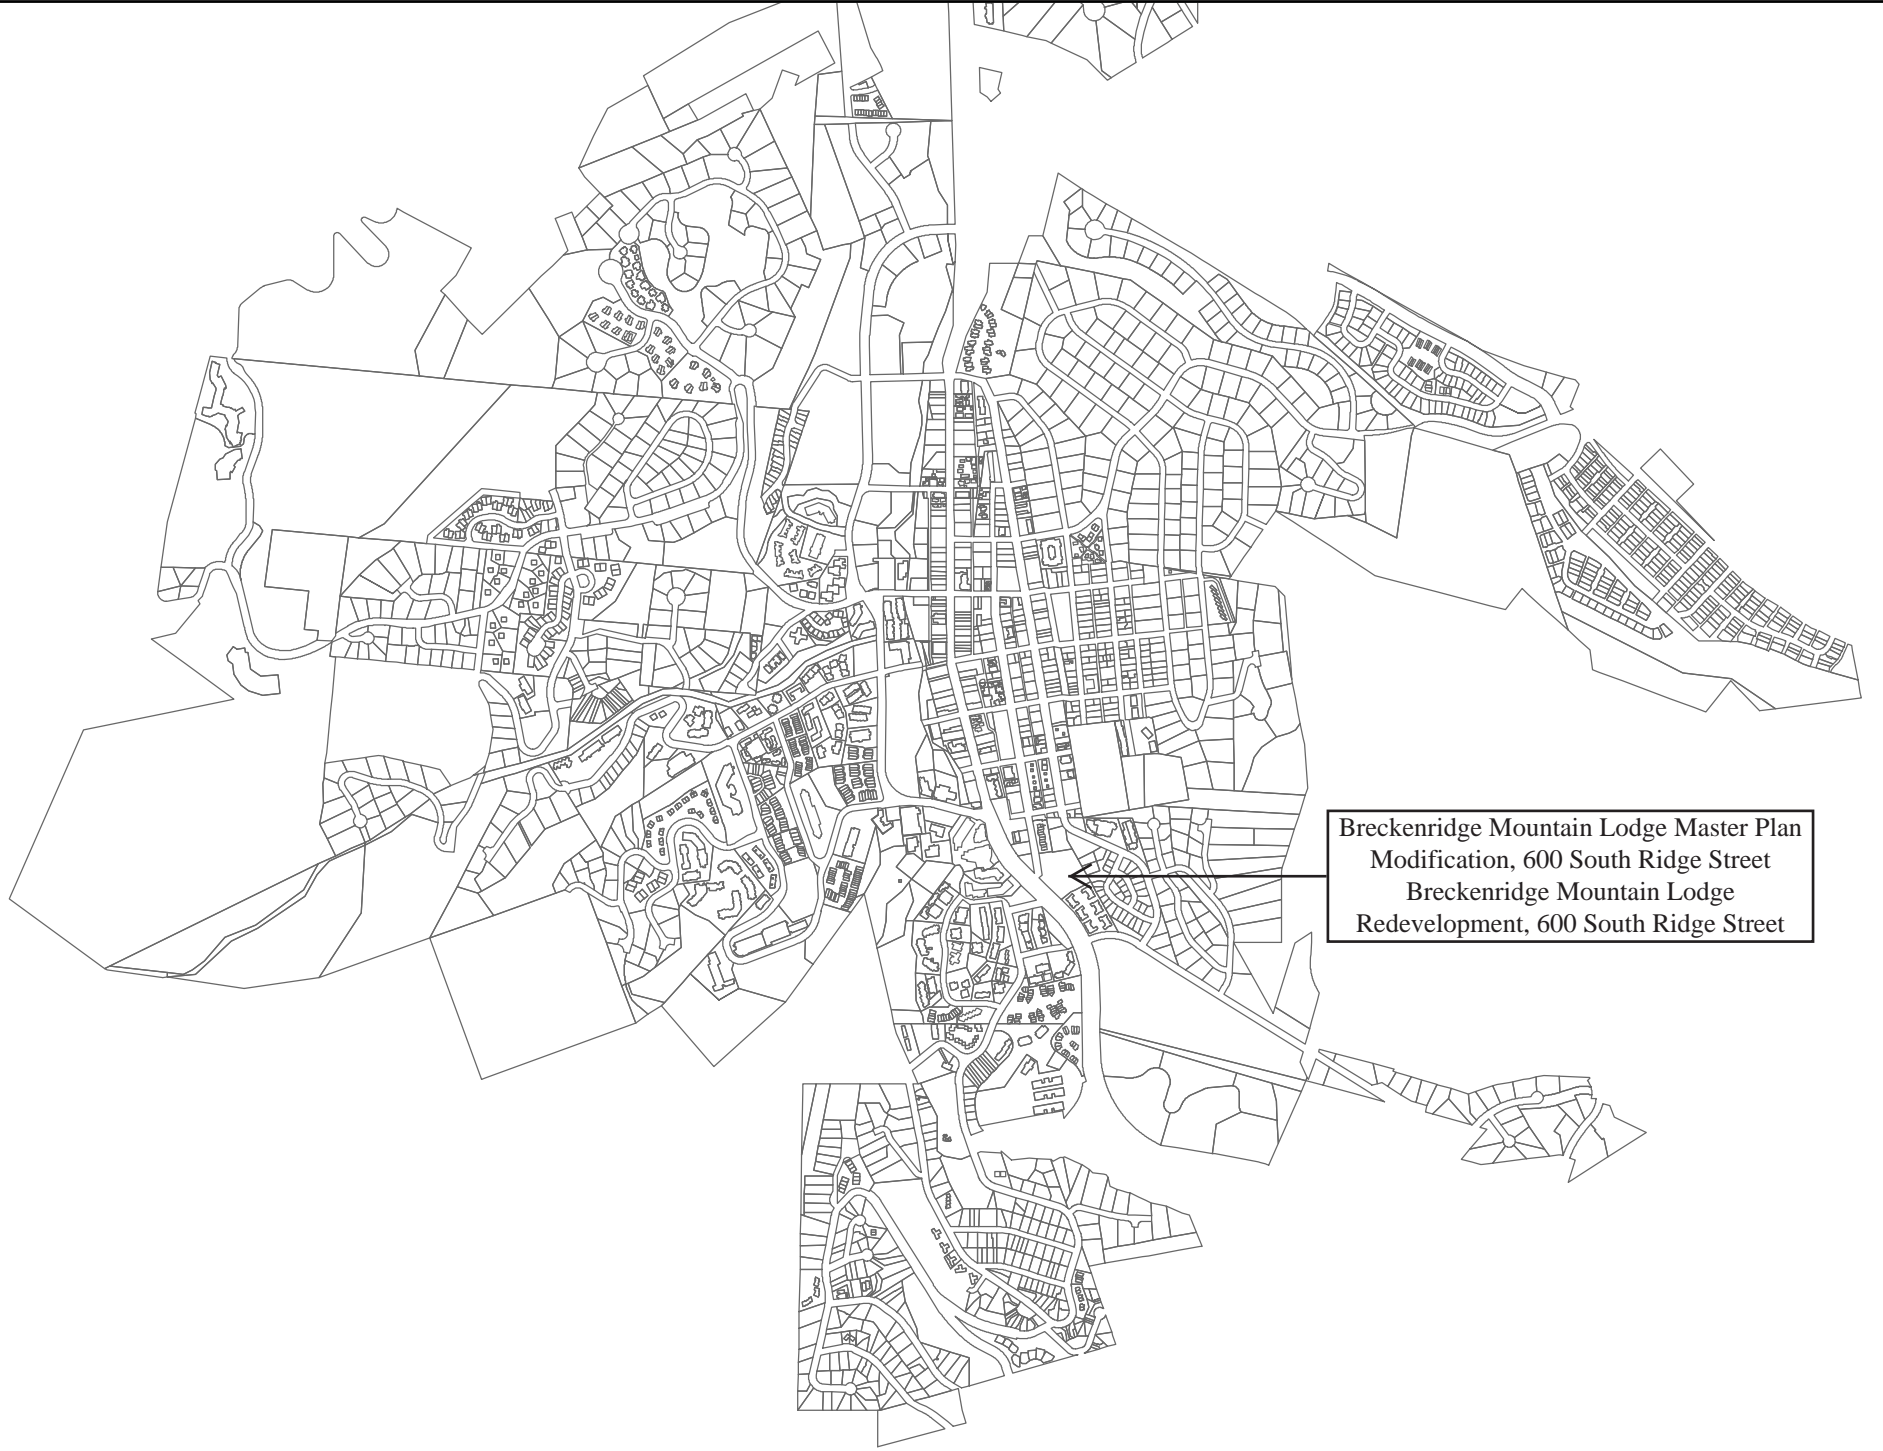 Breckenridge Mountain Lodge Master Plan
Modification, 600 South Ridge Street
Breckenridge Mountain Lodge
Redevelopment, 600 South Ridge Street